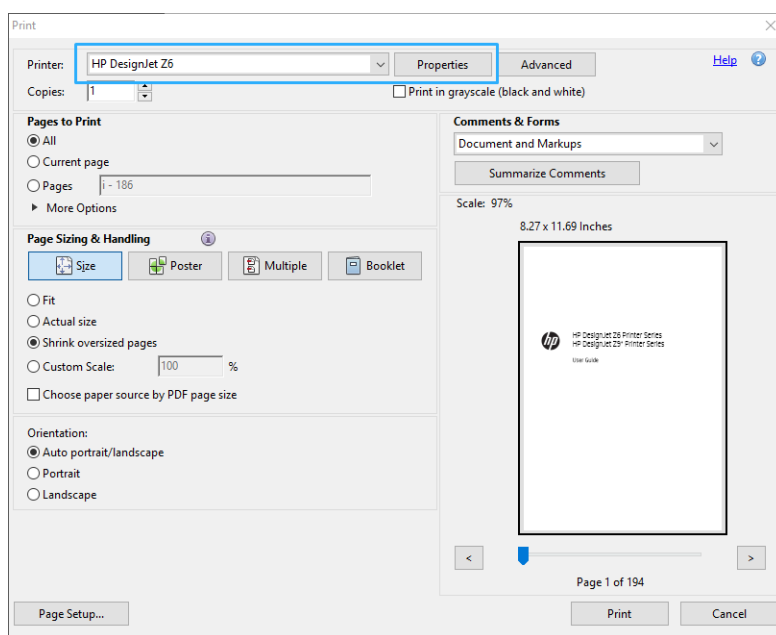 Print
Printer: HP DesignJet Z6 Properties Advanced Help ?
Copies: 1 Print in grayscale (black and white)
Pages to Print
All
Current page
Pages i - 186
More Options
Comments & Forms
Document and Markups
Summarize Comments
Scale: 97%
8.27 x 11.69 Inches
Page Sizing & Handling i
Size Poster Multiple Booklet
Fit
Actual size
Shrink oversized pages
Custom Scale: 100 %
Choose paper source by PDF page size
Orientation:
Auto portrait/landscape
Portrait
Landscape
hp
HP DesignJet Z6 Printer Series
HP DesignJet Z9⁺ Printer Series
User Guide
< >
Page 1 of 194
Page Setup... Print Cancel